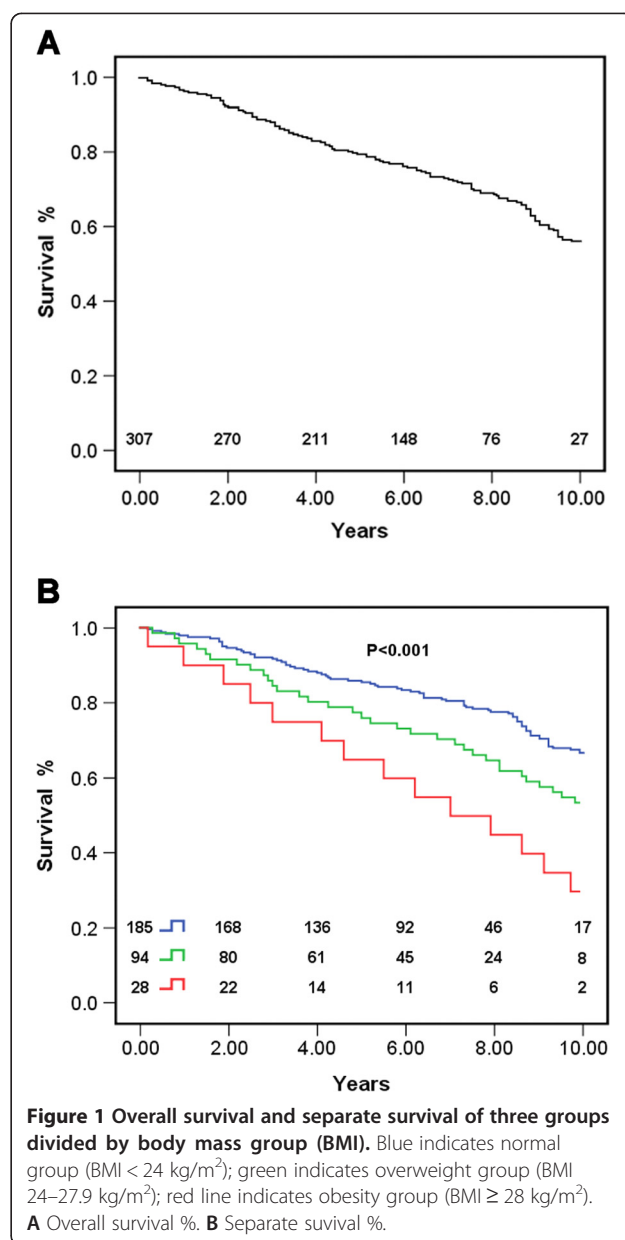 A
Survival %
1.0
0.8
0.6
0.4
0.2
0.0
307 270 211 148 76 27
0.00 2.00 4.00 6.00 8.00 10.00
Years
B
Survival %
P<0.001
1.0
0.8
0.6
0.4
0.2
0.0
185 168 136 92 46 17
94 80 61 45 24 8
28 22 14 11 6 2
0.00 2.00 4.00 6.00 8.00 10.00
Years
Figure 1 Overall survival and separate survival of three groups
divided by body mass group (BMI). Blue indicates normal
group (BMI < 24 kg/m²); green indicates overweight group (BMI
24–27.9 kg/m²); red line indicates obesity group (BMI ≥ 28 kg/m²).
A Overall survival %. B Separate suvival %.